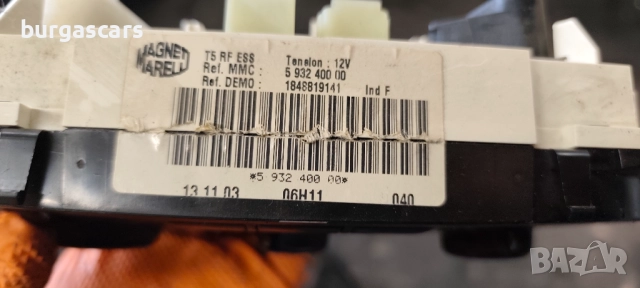 burgascars
MAGNETI MARELLI
T5 RF ESS Tension : 12V
Ref. MMC : 5 932 400 00
Ref. DEMO : 1848819141 Ind F
*5 932 400 00*
13.11.03 06H11 040
BAZAR